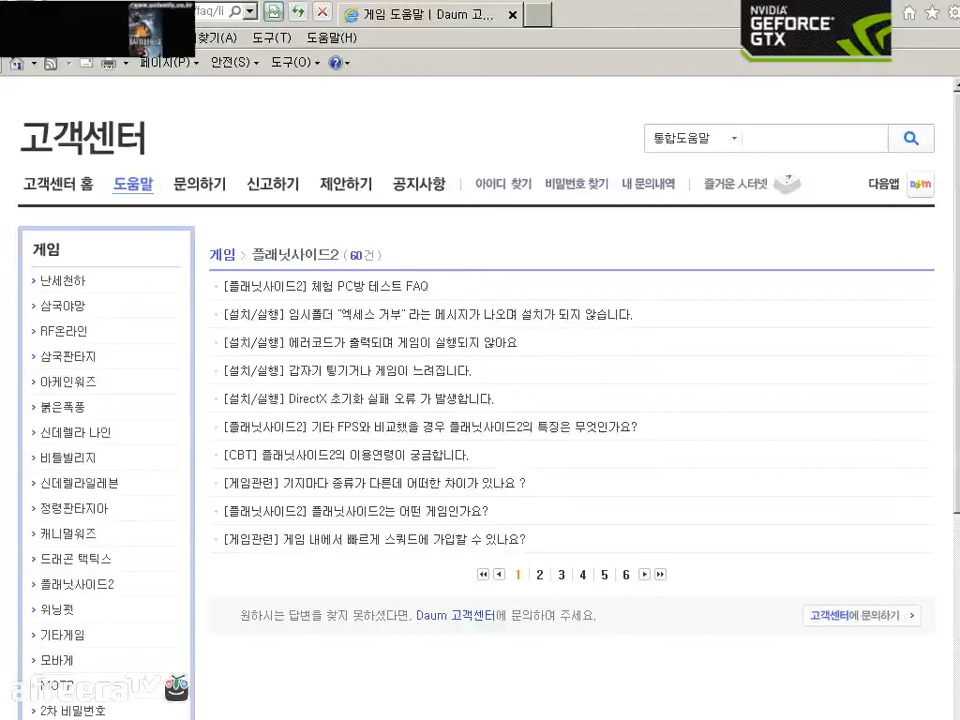 faq/li
게임 도움말 | Daum 고...
NVIDIA
GEFORCE
GTX
BATTLEFIELD 3
찾기(A) 도구(T) 도움말(H)
페이지(P) 안전(S) 도구(O)
고객센터
통합도움말
고객센터 홈 도움말 문의하기 신고하기 제안하기 공지사항 아이디 찾기 비밀번호 찾기 내 문의내역 즐거운 人터넷 다음앱
게임
난세천하
삼국야망
RF온라인
삼국판타지
아케인워즈
붉은폭풍
신데렐라 나인
비틀빌리지
신데렐라일레븐
정령판타지아
캐니멀워즈
드래곤 택틱스
플래닛사이드2
위닝펏
기타게임
모바게
MOTP
2차 비밀번호
게임 > 플래닛사이드2 ( 60건 )
[플래닛사이드2] 체험 PC방 테스트 FAQ
[설치/실행] 임시폴더 "엑세스 거부" 라는 메시지가 나오며 설치가 되지 않습니다.
[설치/실행] 에러코드가 출력되며 게임이 실행되지 않아요
[설치/실행] 갑자기 튕기거나 게임이 느려집니다.
[설치/실행] DirectX 초기화 실패 오류 가 발생합니다.
[플래닛사이드2] 기타 FPS와 비교했을 경우 플래닛사이드2의 특징은 무엇인가요?
[CBT] 플래닛사이드2의 이용연령이 궁금합니다.
[게임관련] 기지마다 종류가 다른데 어떠한 차이가 있나요 ?
[플래닛사이드2] 플래닛사이드2는 어떤 게임인가요?
[게임관련] 게임 내에서 빠르게 스쿼드에 가입할 수 있나요?
1 2 3 4 5 6
원하시는 답변을 찾지 못하셨다면, Daum 고객센터에 문의하여 주세요.
고객센터에 문의하기 >